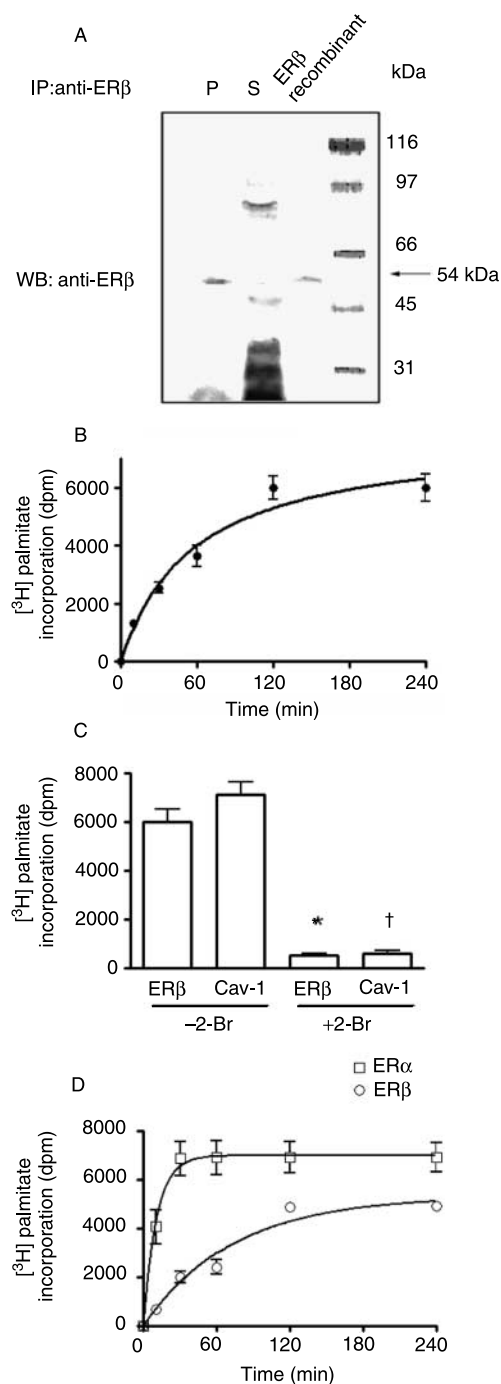 A
IP:anti-ERβ P S ERβ recombinant kDa
116
97
66
WB: anti-ERβ 54 kDa
45
31
B
[³H] palmitate incorporation (dpm)
6000
4000
2000
0
0 60 120 180 240
Time (min)
C
[³H] palmitate incorporation (dpm)
8000
6000
4000
2000
0
* †
ERβ Cav-1 ERβ Cav-1
–2-Br +2-Br
D
ERα
ERβ
[³H] palmitate incorporation (dpm)
8000
6000
4000
2000
0
0 60 120 180 240
Time (min)